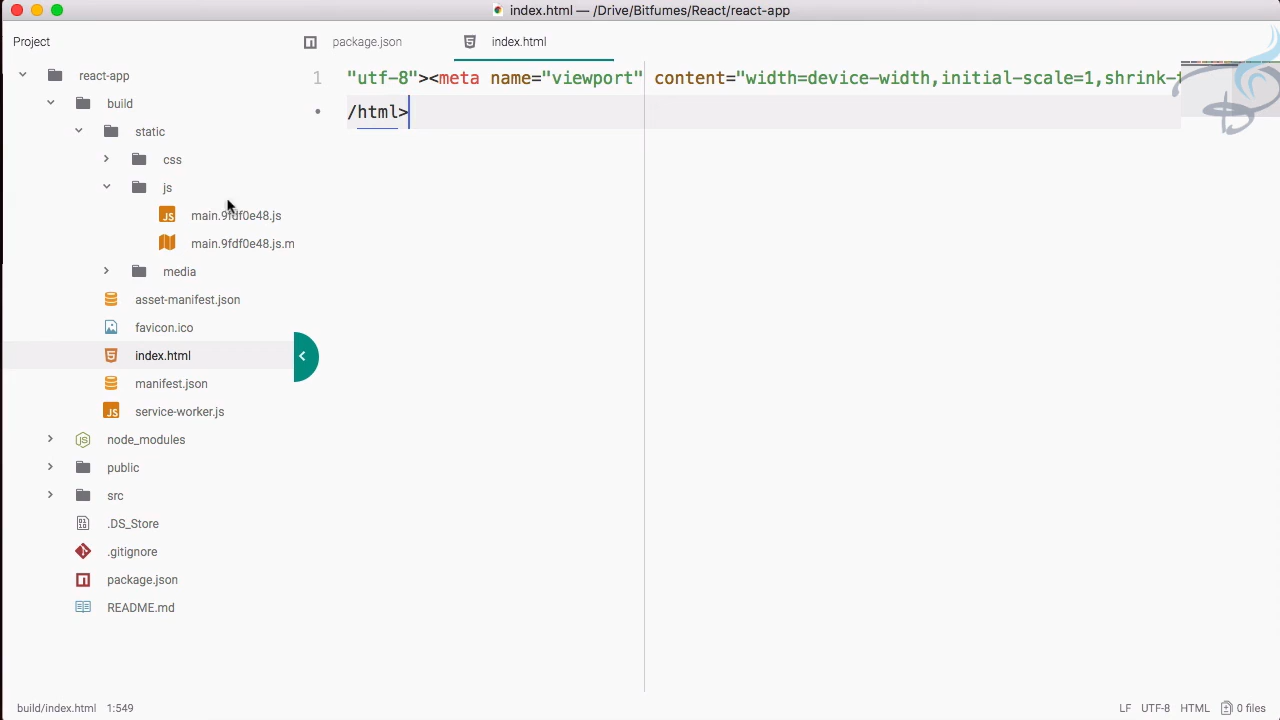 index.html — /Drive/Bitfumes/React/react-app
Project
package.json
index.html
react-app
build
static
css
js
main.9fdf0e48.js
main.9fdf0e48.js.m
media
asset-manifest.json
favicon.ico
index.html
manifest.json
service-worker.js
node_modules
public
src
.DS_Store
.gitignore
package.json
README.md
1 "utf-8"><meta name="viewport" content="width=device-width,initial-scale=1,shrink-
/html>
build/index.html 1:549
LF UTF-8 HTML 0 files